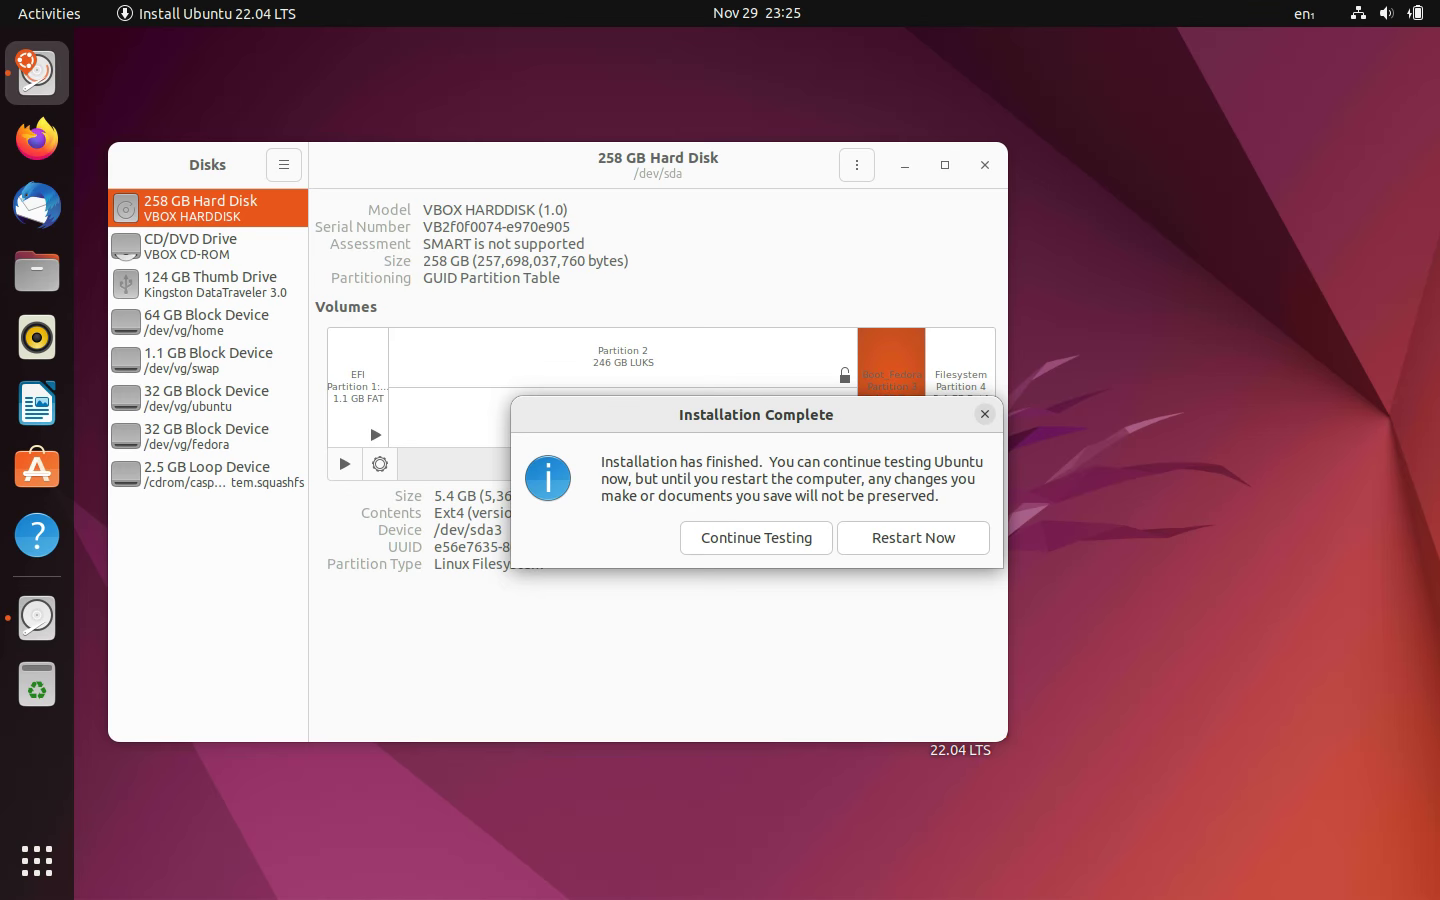 Activities
Install Ubuntu 22.04 LTS
Nov 29 23:25
en₁
Disks
258 GB Hard Disk
/dev/sda
258 GB Hard Disk
VBOX HARDDISK
CD/DVD Drive
VBOX CD-ROM
124 GB Thumb Drive
Kingston DataTraveler 3.0
64 GB Block Device
/dev/vg/home
1.1 GB Block Device
/dev/vg/swap
32 GB Block Device
/dev/vg/ubuntu
32 GB Block Device
/dev/vg/fedora
2.5 GB Loop Device
/cdrom/casp... tem.squashfs
Model VBOX HARDDISK (1.0)
Serial Number VB2f0f0074-e970e905
Assessment SMART is not supported
Size 258 GB (257,698,037,760 bytes)
Partitioning GUID Partition Table
Volumes
EFI
Partition 1:...
1.1 GB FAT
Partition 2
246 GB LUKS
Boot_Fedora
Partition 3
Filesystem
Partition 4
Installation Complete
Installation has finished. You can continue testing Ubuntu
now, but until you restart the computer, any changes you
make or documents you save will not be preserved.
Continue Testing
Restart Now
Size 5.4 GB (5,36
Contents Ext4 (versio
Device /dev/sda3
UUID e56e7635-8
Partition Type Linux Filesystem
22.04 LTS